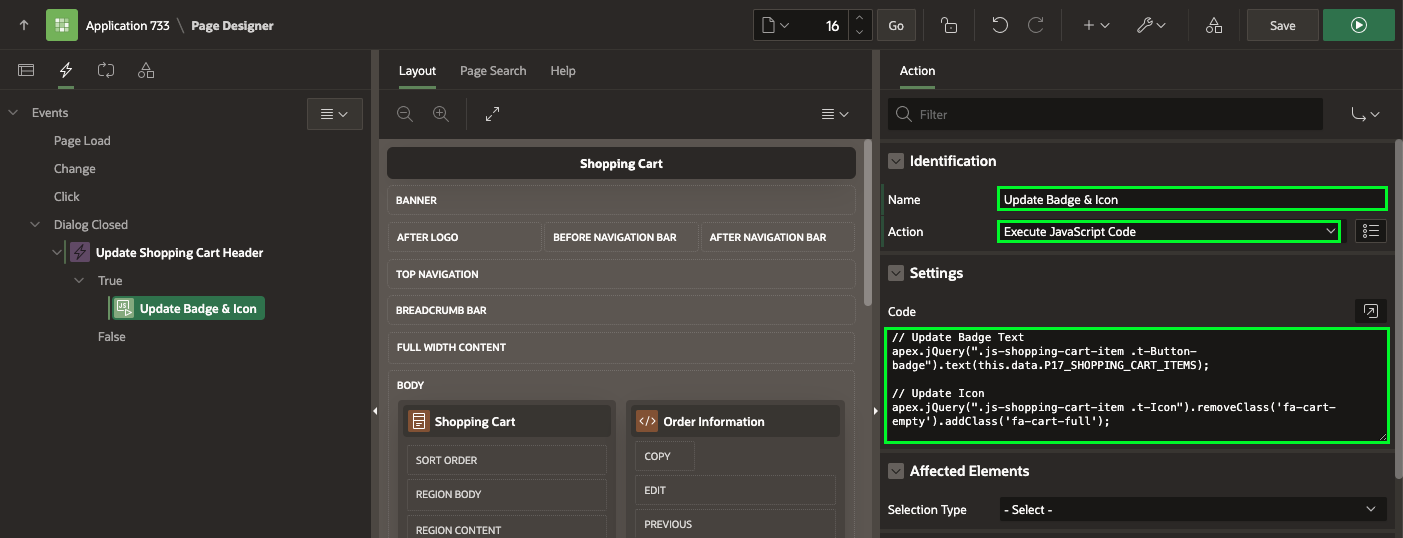 Application 733 \ Page Designer
16
Go
Save
Events
Page Load
Change
Click
Dialog Closed
Update Shopping Cart Header
True
Update Badge & Icon
False
Layout
Page Search
Help
Shopping Cart
BANNER
AFTER LOGO
BEFORE NAVIGATION BAR
AFTER NAVIGATION BAR
TOP NAVIGATION
BREADCRUMB BAR
FULL WIDTH CONTENT
BODY
Shopping Cart
SORT ORDER
REGION BODY
REGION CONTENT
Order Information
COPY
EDIT
PREVIOUS
Action
Filter
Identification
Name
Update Badge & Icon
Action
Execute JavaScript Code
Settings
Code
// Update Badge Text
apex.jQuery(".js-shopping-cart-item .t-Button-
badge").text(this.data.P17_SHOPPING_CART_ITEMS);
// Update Icon
apex.jQuery(".js-shopping-cart-item .t-Icon").removeClass('fa-cart-
empty').addClass('fa-cart-full');
Affected Elements
Selection Type
- Select -